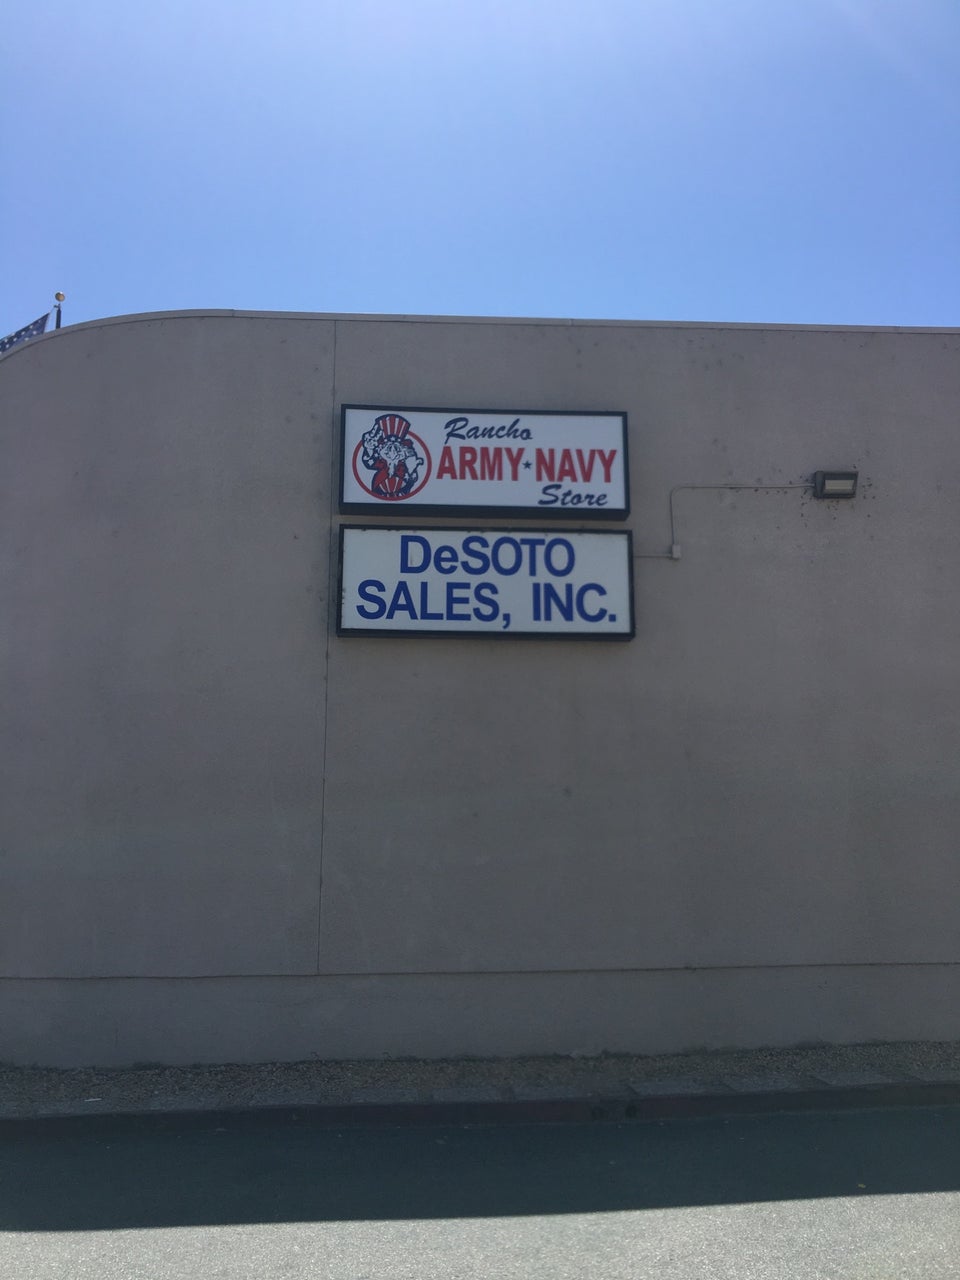 Rancho
ARMY★NAVY
Store
DeSOTO
SALES, INC.